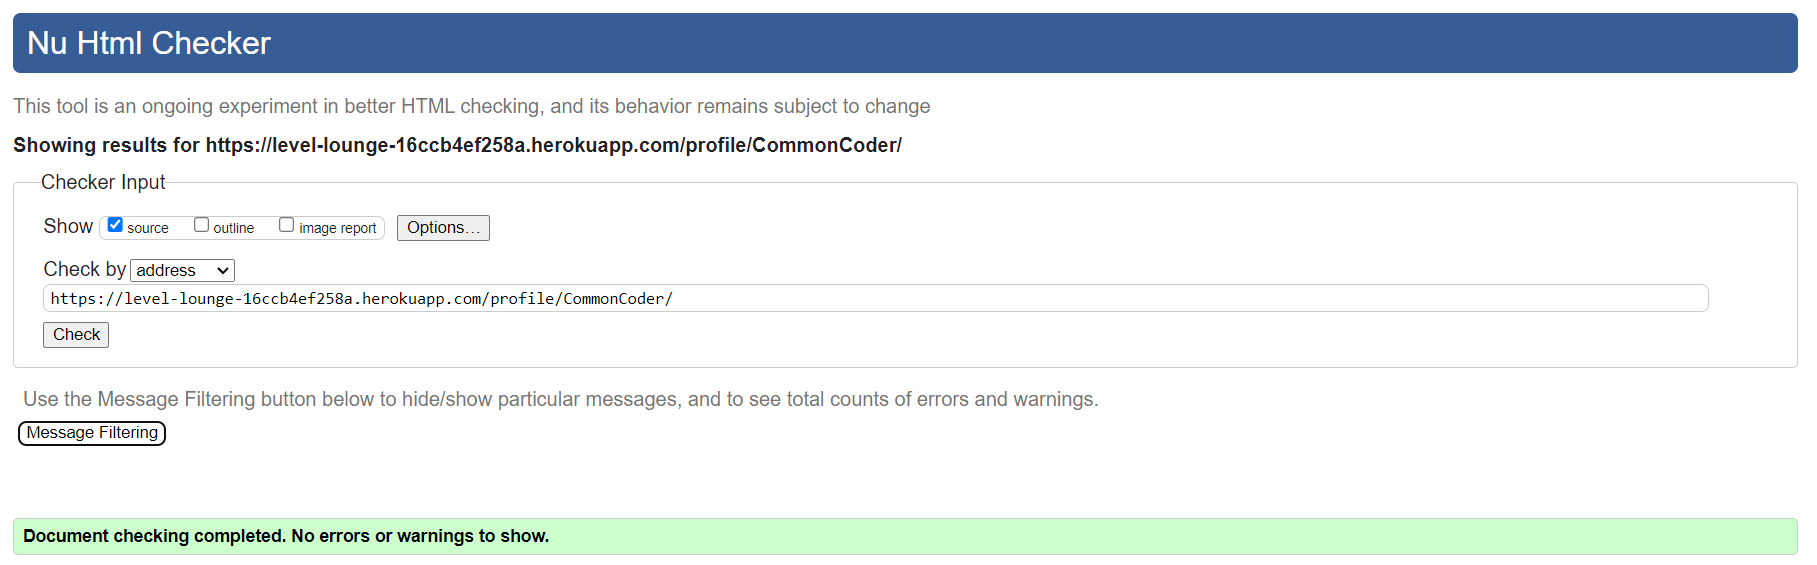 Nu Html Checker
This tool is an ongoing experiment in better HTML checking, and its behavior remains subject to change
Showing results for https://level-lounge-16ccb4ef258a.herokuapp.com/profile/CommonCoder/
Checker Input
Show source outline image report Options...
Check by address
https://level-lounge-16ccb4ef258a.herokuapp.com/profile/CommonCoder/
Check
Use the Message Filtering button below to hide/show particular messages, and to see total counts of errors and warnings.
Message Filtering
Document checking completed. No errors or warnings to show.